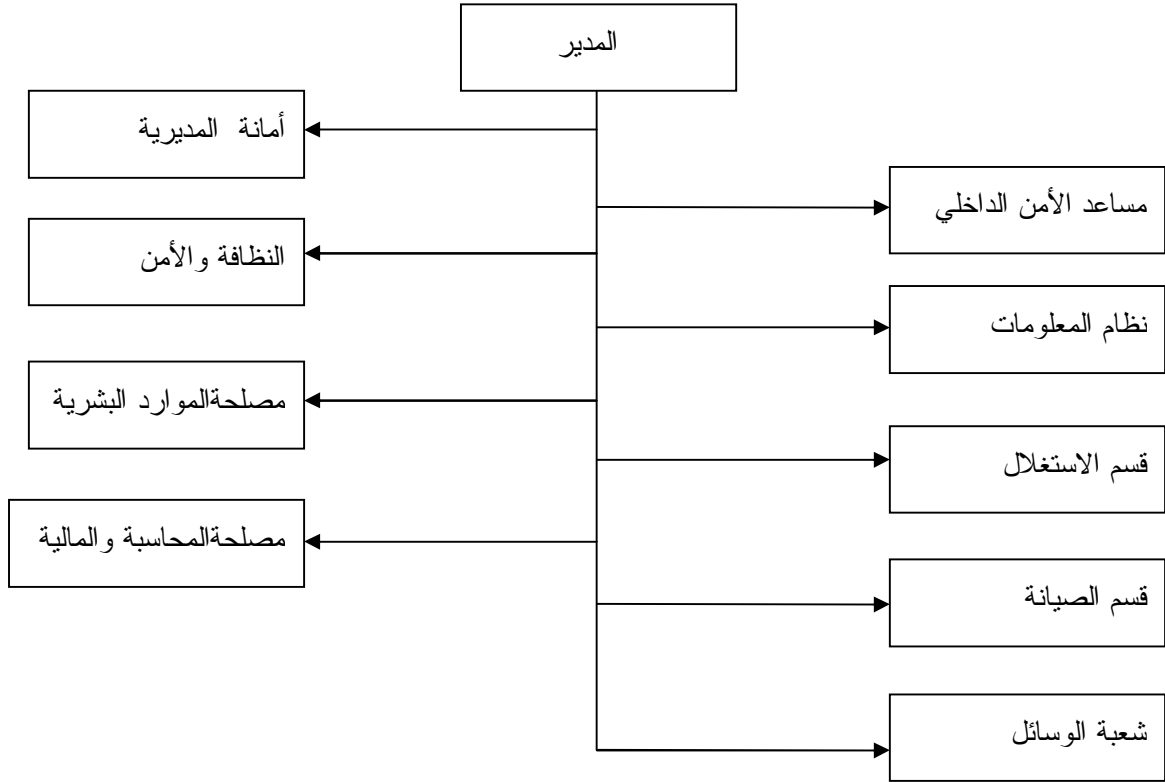 المدير
أمانة المديرية
مساعد الأمن الداخلي
النظافة والأمن
نظام المعلومات
مصلحةالموارد البشرية
قسم الاستغلال
مصلحةالمحاسبة والمالية
قسم الصيانة
شعبة الوسائل